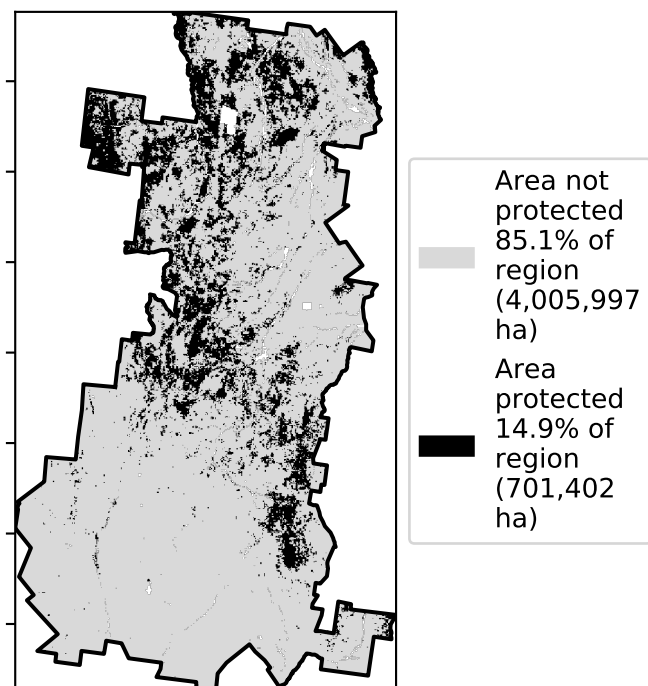 Area not
protected
85.1% of
region
(4,005,997
ha)
Area
protected
14.9% of
region
(701,402
ha)